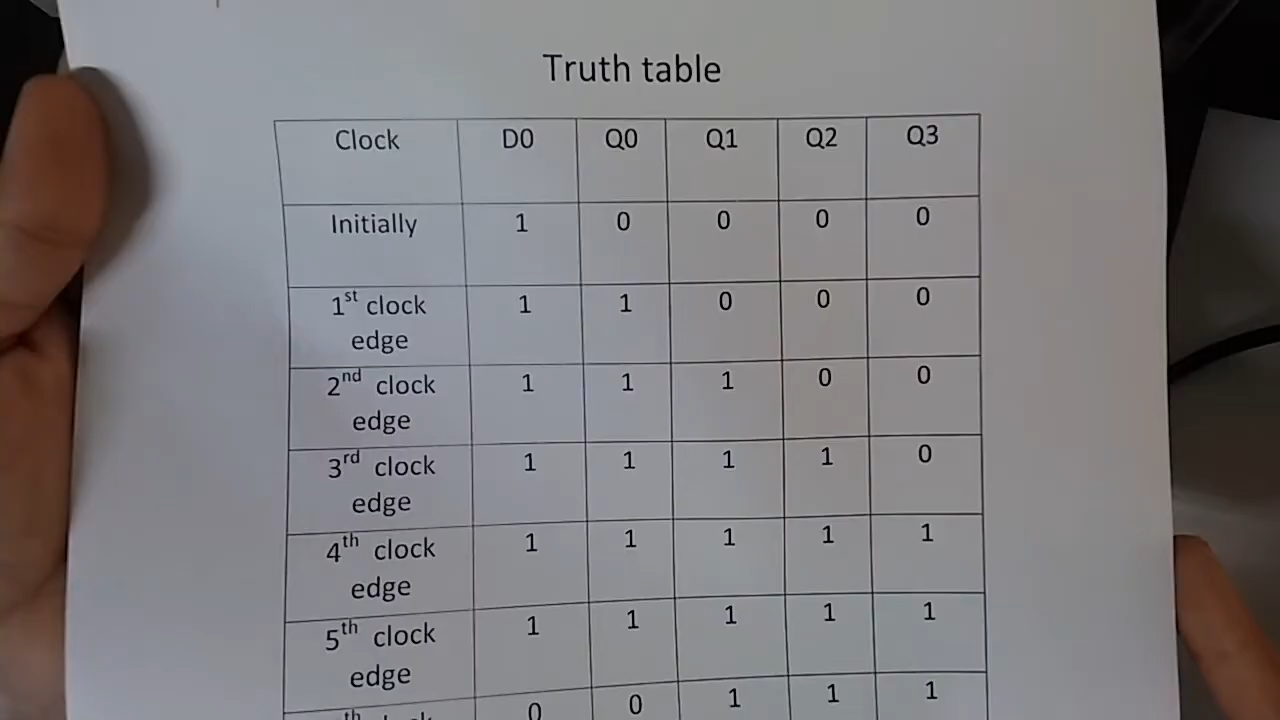 Truth table
Clock D0 Q0 Q1 Q2 Q3
Initially 1 0 0 0 0
1st clock 1 1 0 0 0
edge
2nd clock 1 1 1 0 0
edge
3rd clock 1 1 1 1 0
edge
4th clock 1 1 1 1 1
edge
5th clock 1 1 1 1 1
edge
th clock 0 0 1 1 1